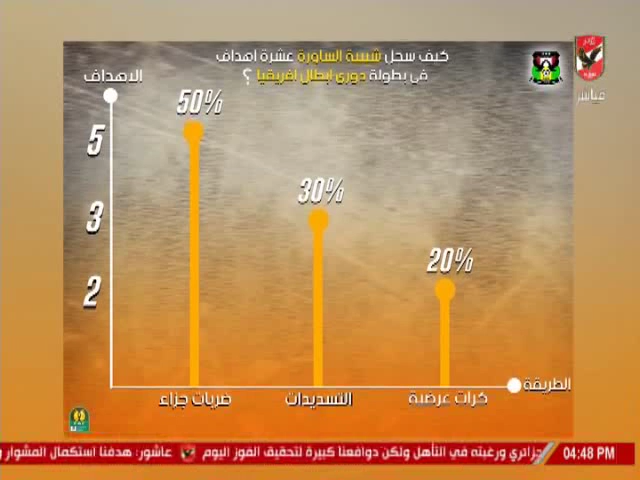 كيف سجل شبيبة الساورة عشرة اهداف
في بطولة دوري ابطال افريقيا ؟
مباشر
الاهداف
50%
5
30%
3
20%
2
الطريقة
ضربات جزاء
التسديدات
كرات عرضية
جزائري ورغبته في التأهل ولكن دوافعنا كبيرة لتحقيق الفوز اليوم
عاشور: هدفنا استكمال المشوار و
04:48 PM